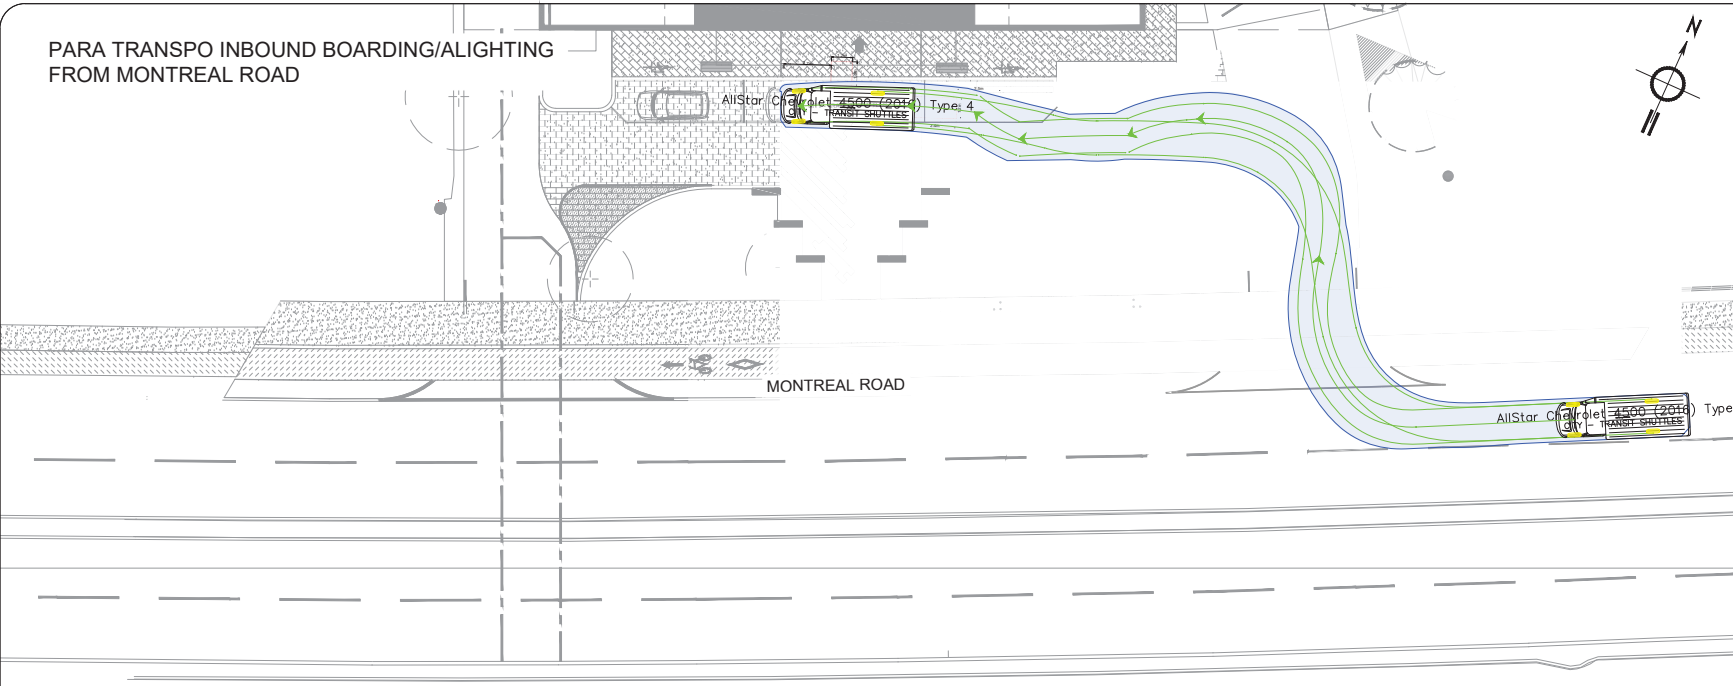 PARA TRANSPO INBOUND BOARDING/ALIGHTING
FROM MONTREAL ROAD
N
AllStar Chevrolet 4500 (2016) Type 4
CITY - TRANSIT SHUTTLES
MONTREAL ROAD
AllStar Chevrolet 4500 (2016) Type
CITY - TRANSIT SHUTTLES